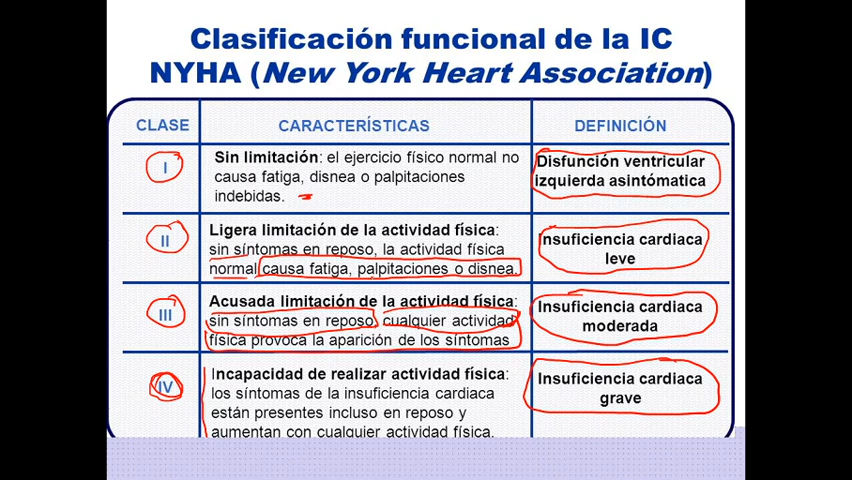 Clasificación funcional de la IC
NYHA (New York Heart Association)
CLASE
CARACTERÍSTICAS
DEFINICIÓN
I
Sin limitación: el ejercicio físico normal no
causa fatiga, disnea o palpitaciones
indebidas.
Disfunción ventricular
izquierda asintómatica
II
Ligera limitación de la actividad física:
sin síntomas en reposo, la actividad física
normal causa fatiga, palpitaciones o disnea.
Insuficiencia cardiaca
leve
III
Acusada limitación de la actividad física:
sin síntomas en reposo, cualquier actividad
física provoca la aparición de los síntomas
Insuficiencia cardiaca
moderada
IV
Incapacidad de realizar actividad física:
los síntomas de la insuficiencia cardiaca
están presentes incluso en reposo y
aumentan con cualquier actividad física.
Insuficiencia cardiaca
grave